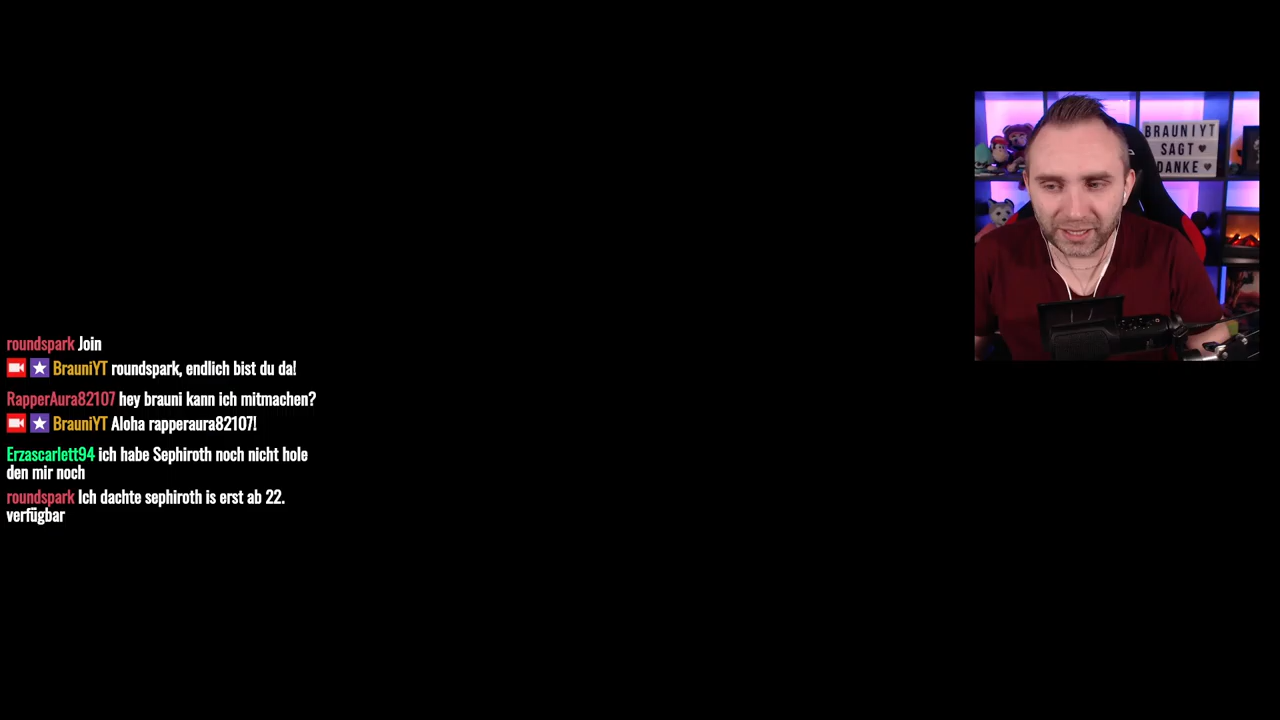 BRAUNIYT
SAGT ♥
DANKE ♥
roundspark Join
BrauniYT roundspark, endlich bist du da!
RapperAura82107 hey brauni kann ich mitmachen?
BrauniYT Aloha rapperaura82107!
Erzascarlett94 ich habe Sephiroth noch nicht hole
den mir noch
roundspark Ich dachte sephiroth is erst ab 22.
verfügbar